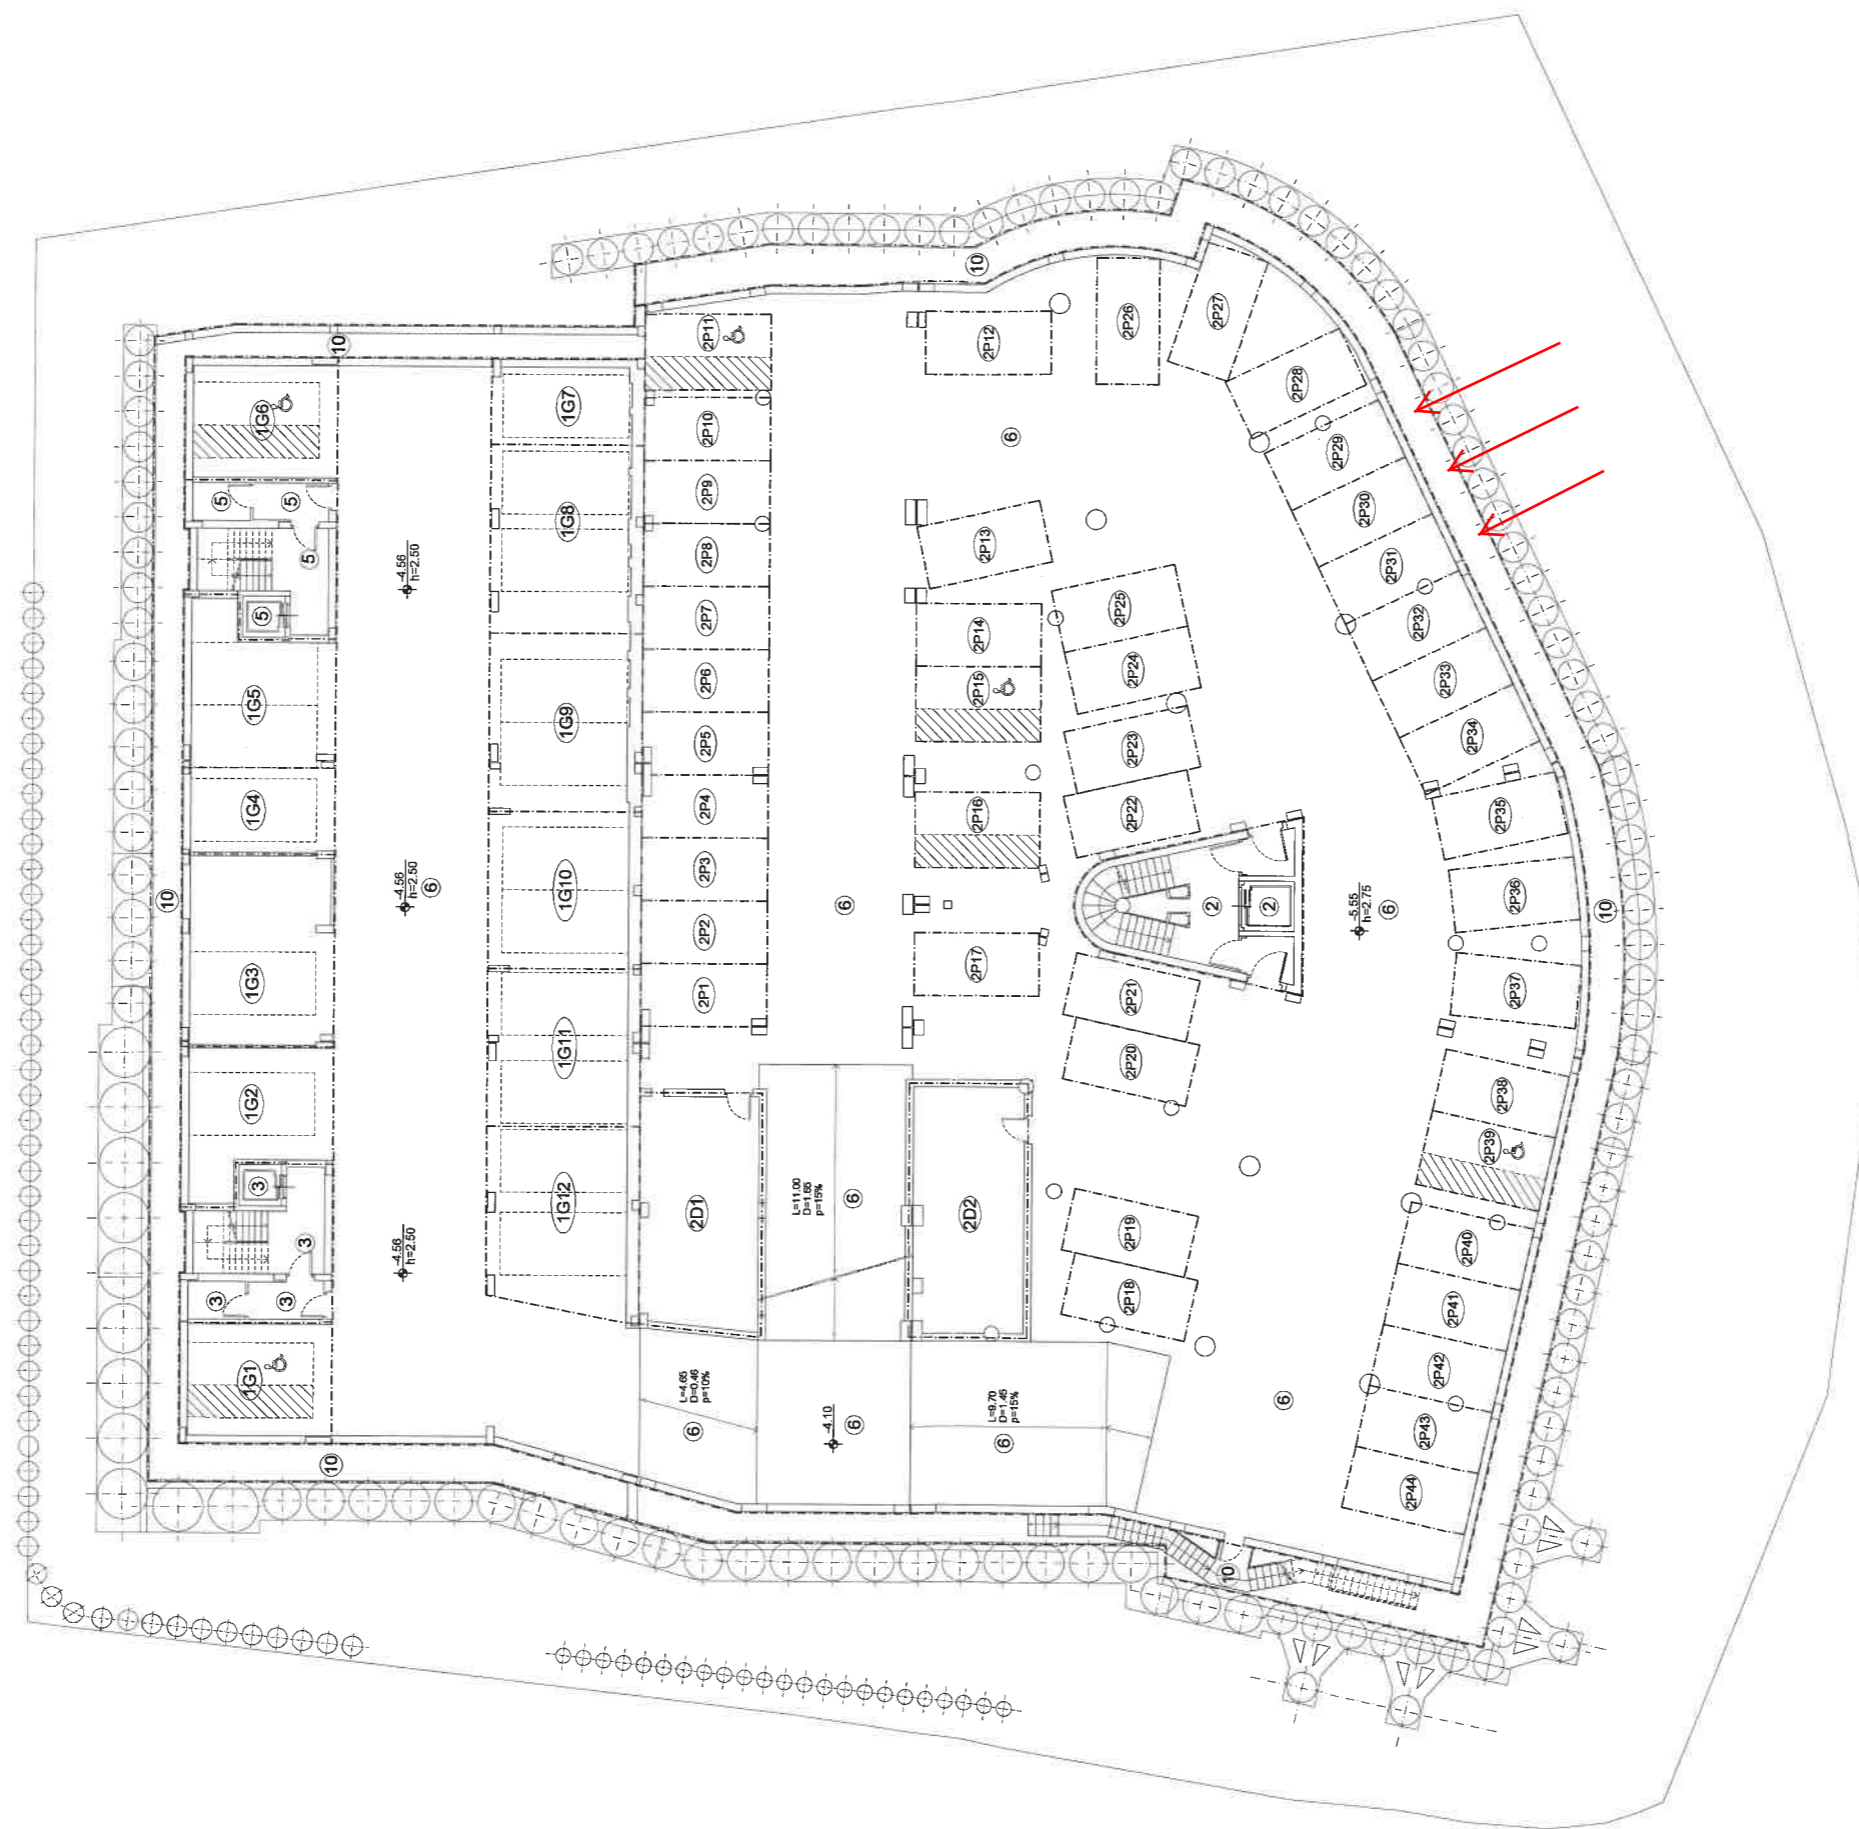 10
1G6
5
5
5
5
1G5
1G4
10
1G3
1G2
3
3
3
3
1G1
10
-4.56
h=2.50
-4.56
h=2.50
6
-4.56
h=2.50
1G7
1G8
1G9
1G10
1G11
1G12
2P11
2P10
2P9
2P8
2P7
2P6
2P5
2P4
2P3
2P2
2P1
2D1
L=4.65
D=0.46
p=10%
6
L=11.00
D=1.65
p=15%
6
6
-4.10
6
10
2P12
6
2P13
2P14
2P15
2P16
2P17
2D2
L=9.70
D=1.45
p=15%
6
2P26
2P27
2P28
2P29
2P30
2P31
2P32
2P33
2P34
2P35
2P36
2P37
2P38
2P39
2P40
2P41
2P42
2P43
2P44
2P25
2P24
2P23
2P22
2
2
2P21
2P20
2P19
2P18
-5.55
h=2.75
6
10
6
10